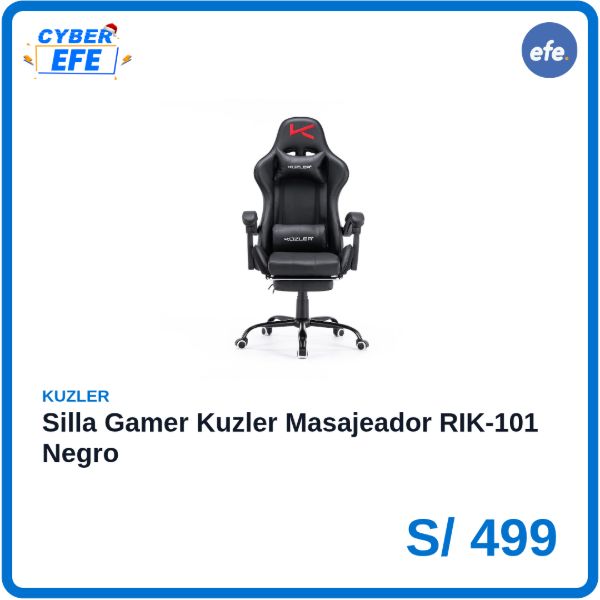 CYBER
EFE
efe.
KUZLER
KUZLER
KUZLER
Silla Gamer Kuzler Masajeador RIK-101
Negro
S/ 499